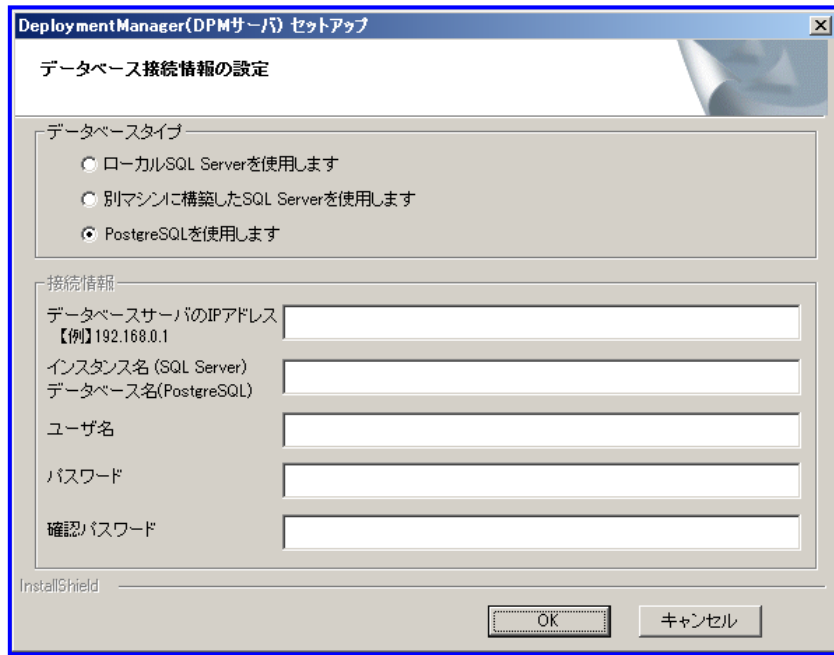 DeploymentManager(DPMサーバ) セットアップ
データベース接続情報の設定
データベースタイプ
ローカルSQL Serverを使用します
別マシンに構築したSQL Serverを使用します
PostgreSQLを使用します
接続情報
データベースサーバのIPアドレス
【例】192.168.0.1
インスタンス名 (SQL Server)
データベース名(PostgreSQL)
ユーザ名
パスワード
確認パスワード
InstallShield
OK
キャンセル